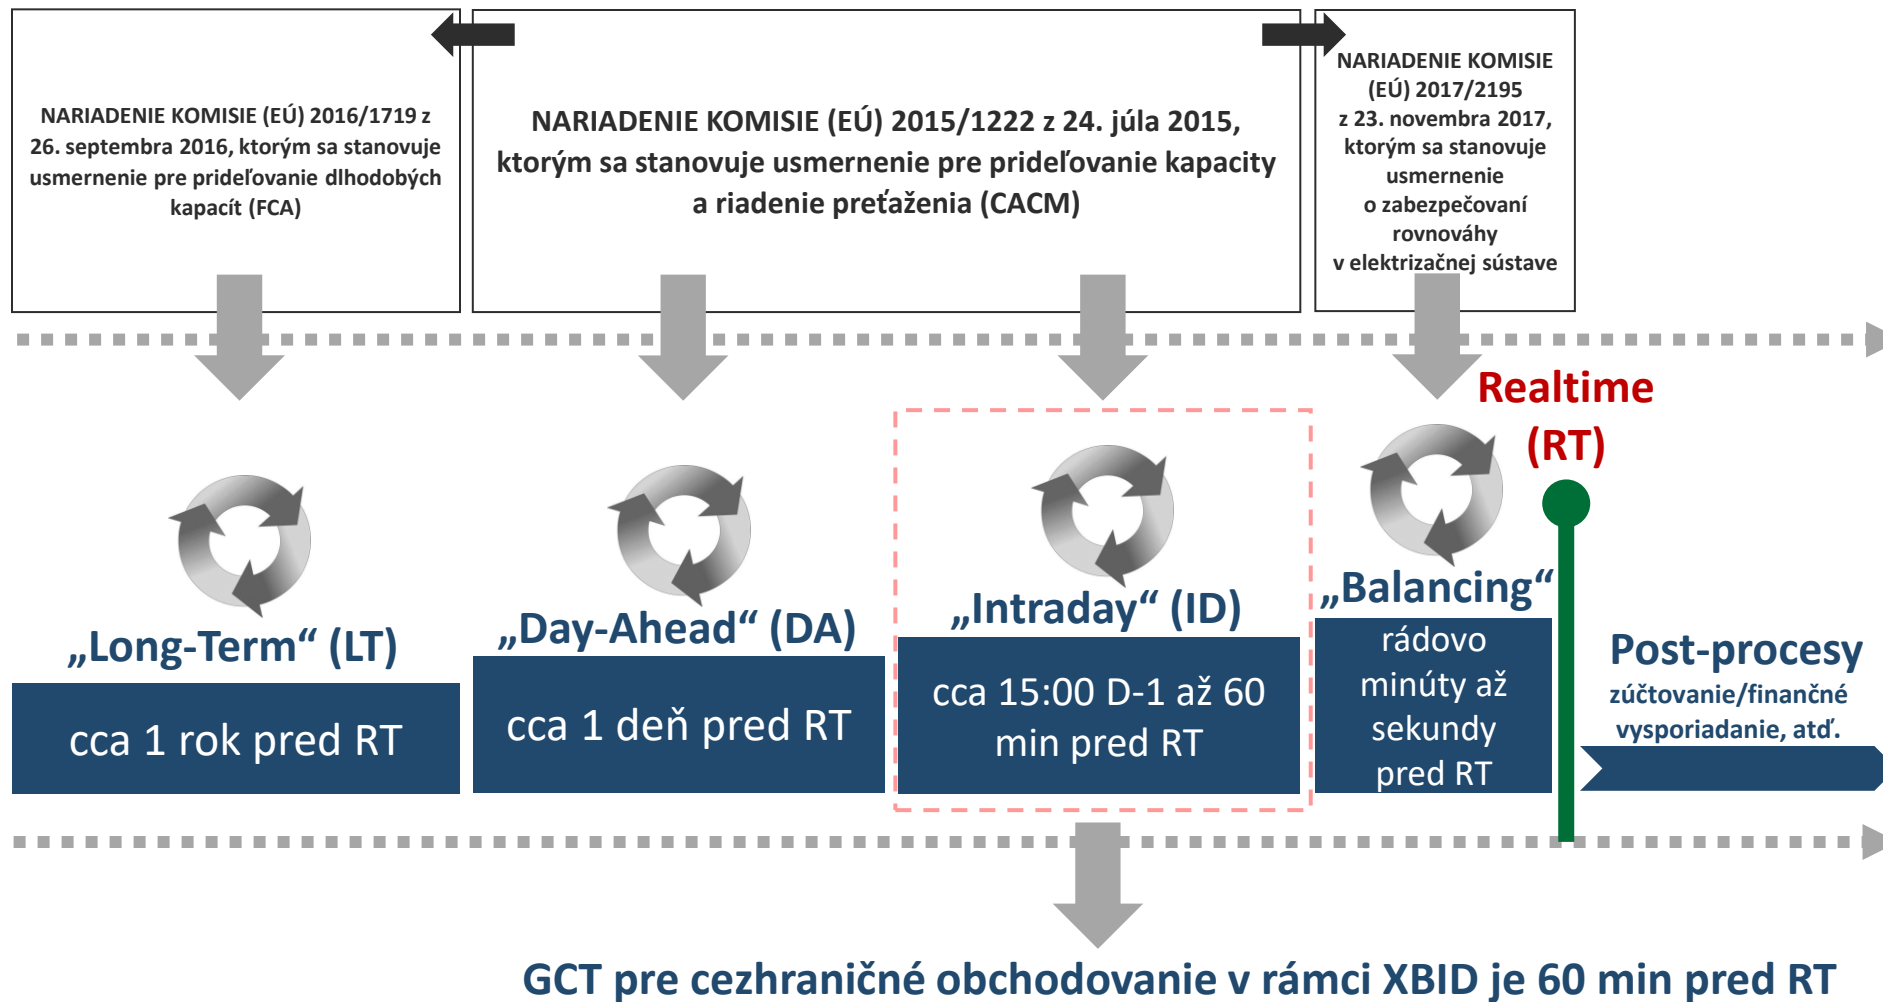 NARIADENIE KOMISIE (EÚ) 2016/1719 z
26. septembra 2016, ktorým sa stanovuje
usmernenie pre prideľovanie dlhodobých
kapacít (FCA)
NARIADENIE KOMISIE (EÚ) 2015/1222 z 24. júla 2015,
ktorým sa stanovuje usmernenie pre prideľovanie kapacity
a riadenie preťaženia (CACM)
NARIADENIE KOMISIE
(EÚ) 2017/2195
z 23. novembra 2017,
ktorým sa stanovuje
usmernenie
o zabezpečovaní
rovnováhy
v elektrizačnej sústave
Realtime
(RT)
„Long-Term“ (LT)
cca 1 rok pred RT
„Day-Ahead“ (DA)
cca 1 deň pred RT
„Intraday“ (ID)
cca 15:00 D-1 až 60
min pred RT
„Balancing“
rádovo
minúty až
sekundy
pred RT
Post-procesy
zúčtovanie/finančné
vysporiadanie, atď.
GCT pre cezhraničné obchodovanie v rámci XBID je 60 min pred RT